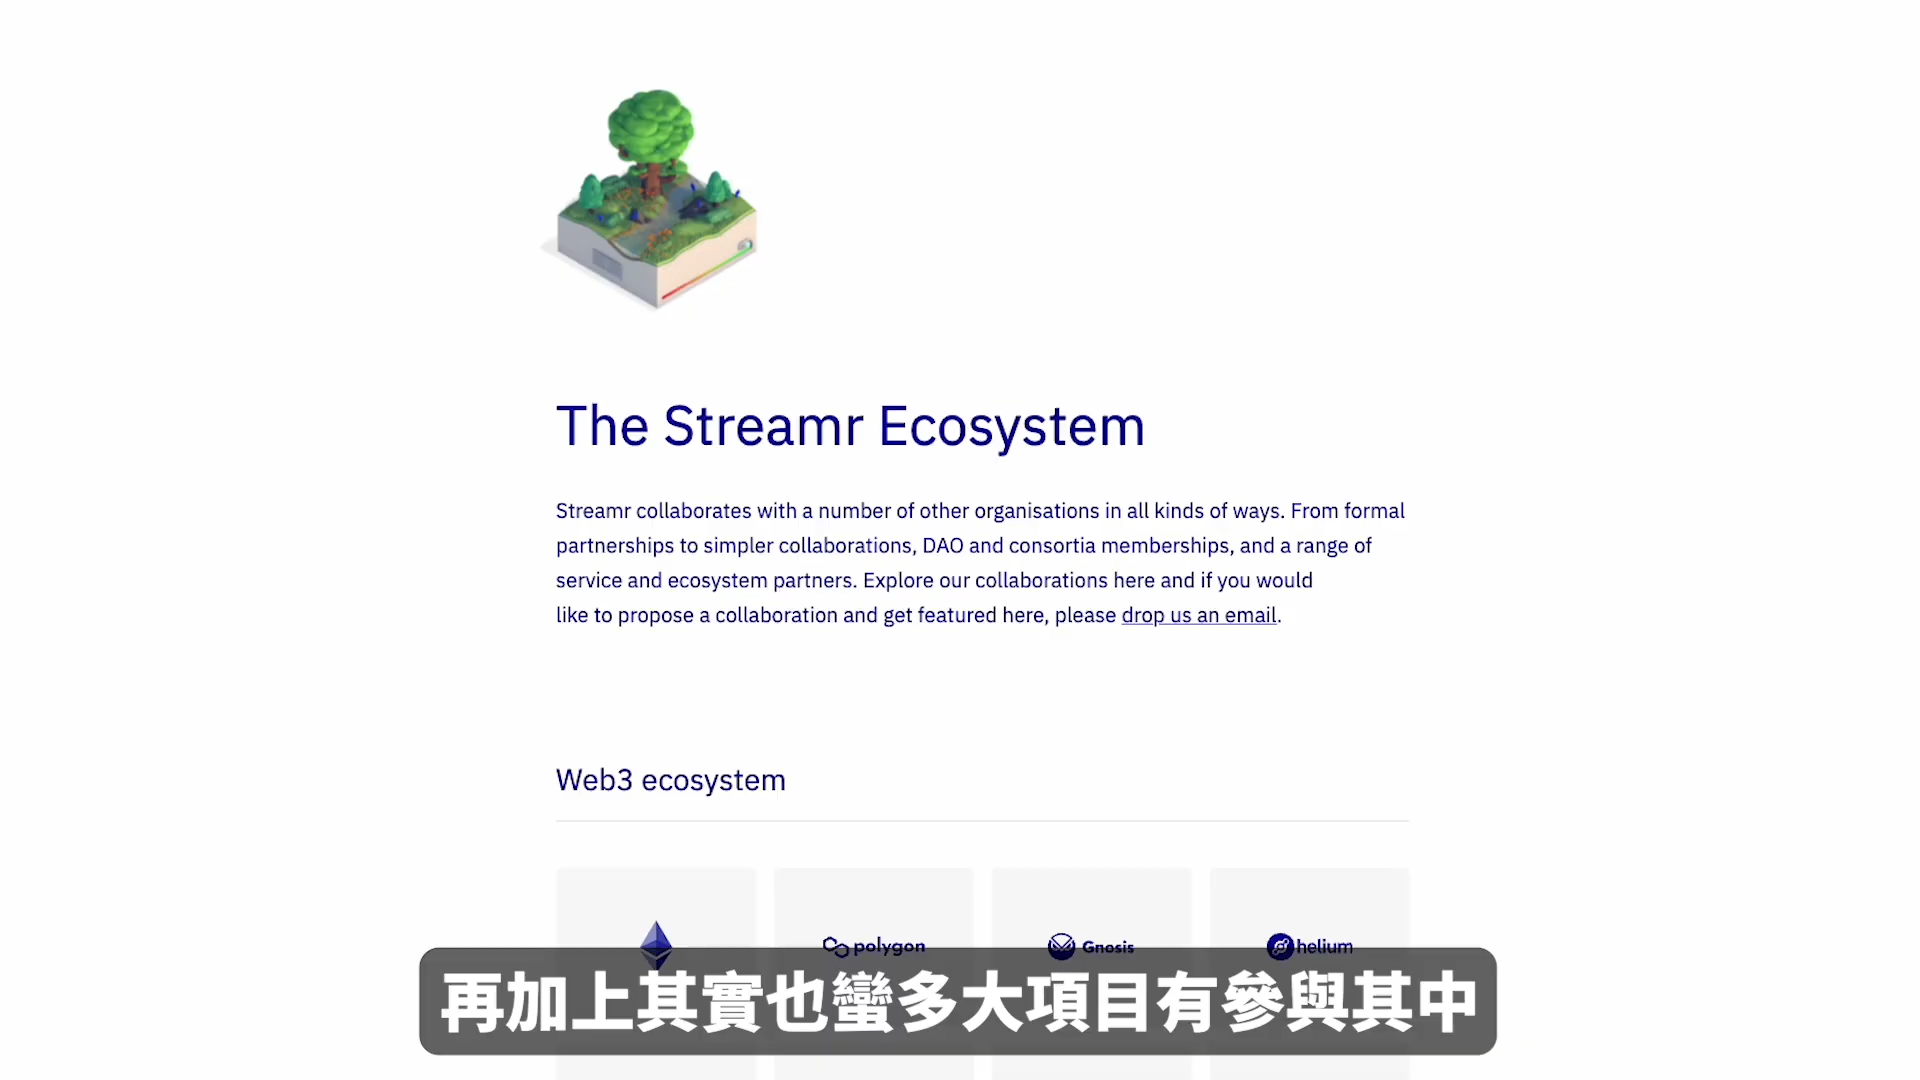 The Streamr Ecosystem
Streamr collaborates with a number of other organisations in all kinds of ways. From formal
partnerships to simpler collaborations, DAO and consortia memberships, and a range of
service and ecosystem partners. Explore our collaborations here and if you would
like to propose a collaboration and get featured here, please drop us an email.
Web3 ecosystem
polygon
Gnosis
helium
再加上其實也蠻多大項目有參與其中